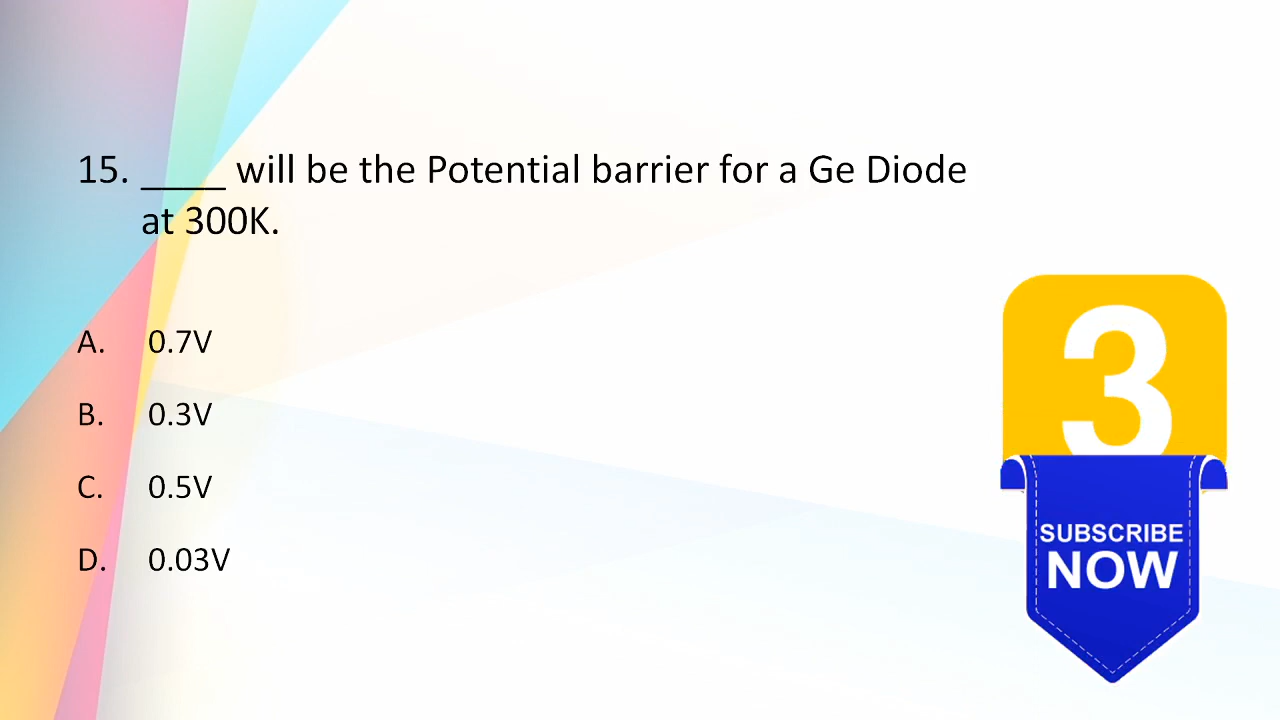 15. ____ will be the Potential barrier for a Ge Diode
at 300K.
A. 0.7V
B. 0.3V
C. 0.5V
D. 0.03V
3
SUBSCRIBE
NOW